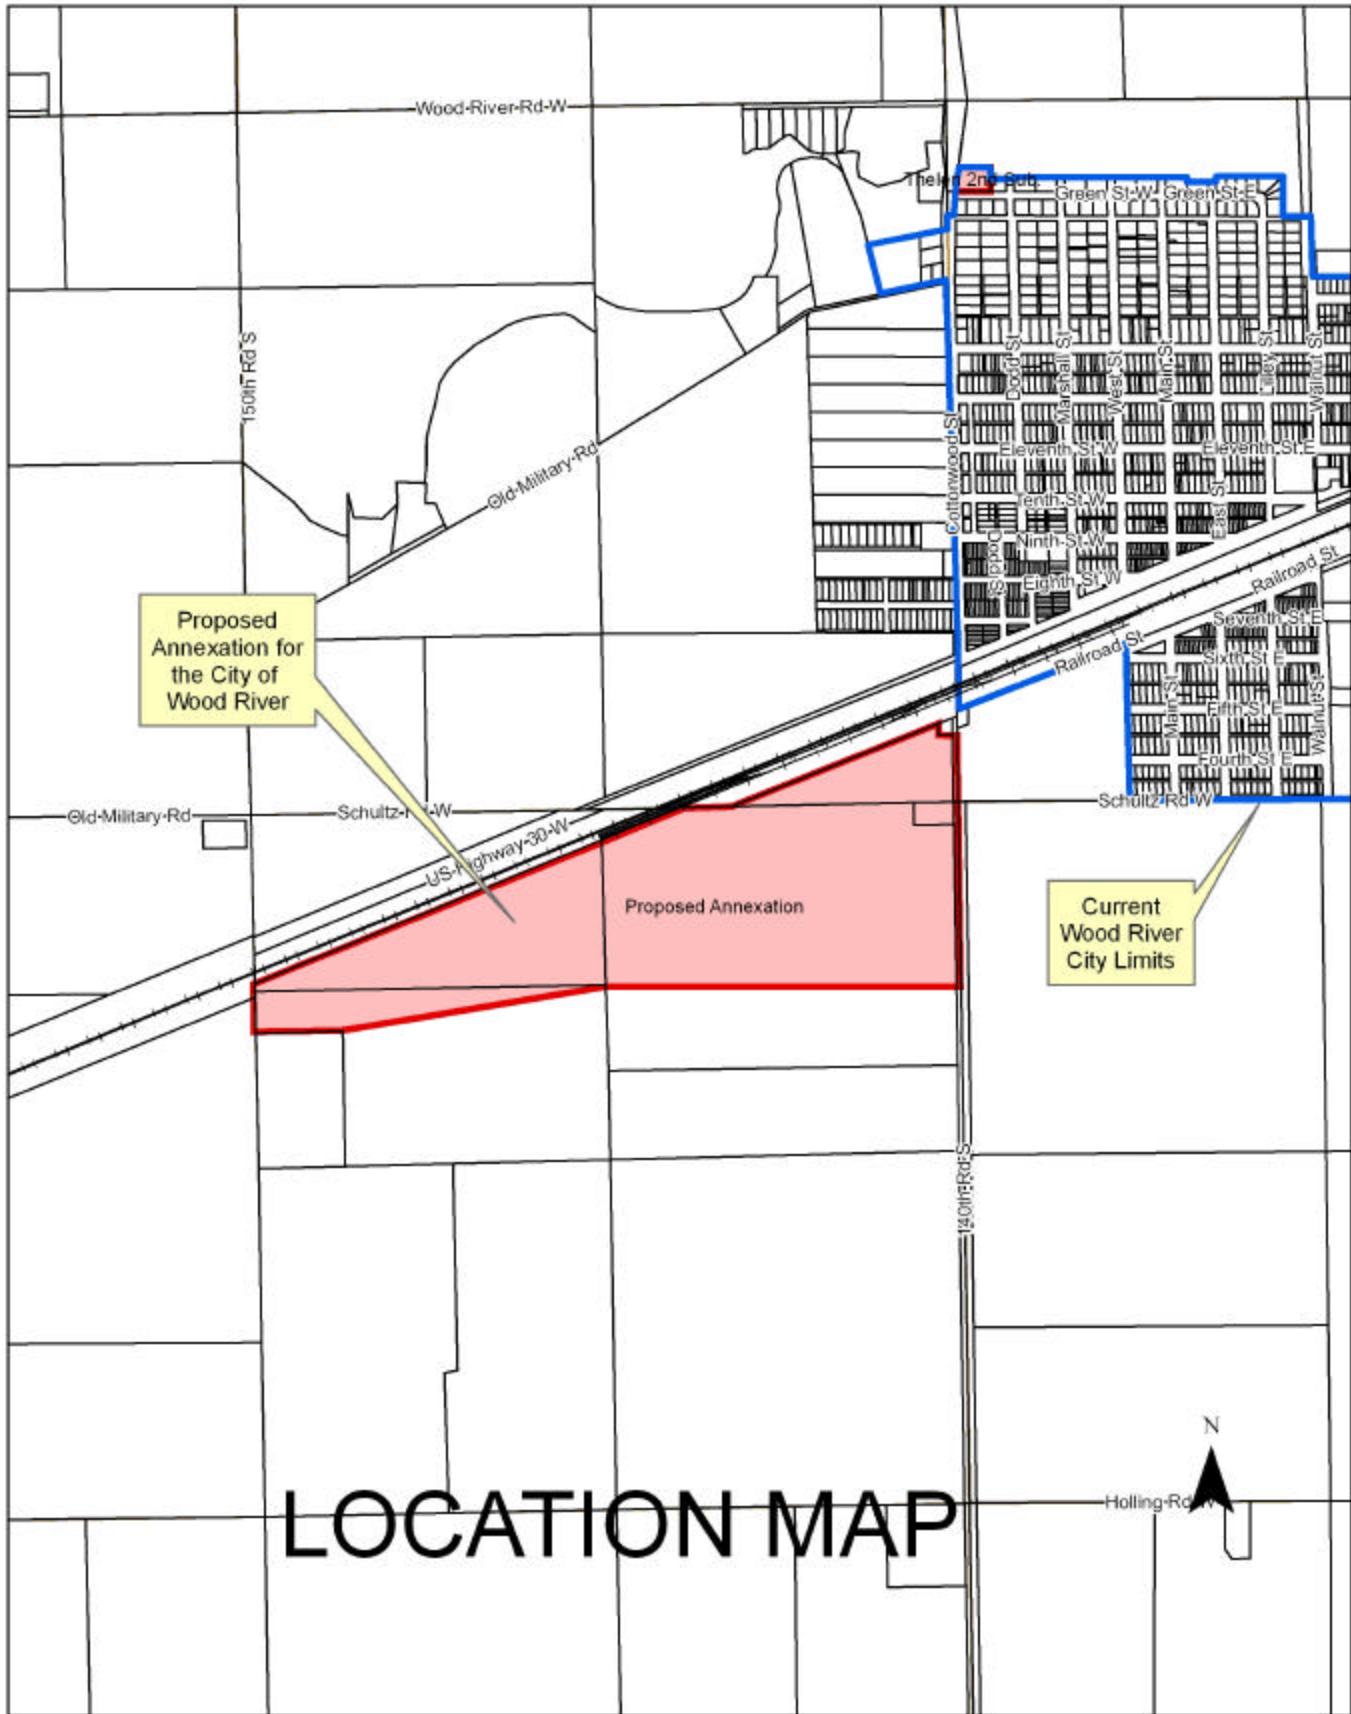 Wood-River-Rd-W
Thelen 2nd Sub.
Green St W
Green St E
150th Rd S
Dodd St
Marshall St
West St
Main St
Lilley St
Walnut St
Cottonwood St
Old-Military-Rd
Eleventh St W
Eleventh St E
Tenth St W
East St
Ninth St W
Dodd St
Eighth St W
Railroad St
Seventh St E
Railroad St
Sixth St E
Main St
Fifth St E
Walnut St
Fourth St E
Proposed
Annexation for
the City of
Wood River
Old-Military-Rd
Schultz Rd W
Schultz Rd W
US Highway 30 W
Proposed Annexation
Current
Wood River
City Limits
140th Rd S
N
Holling Rd W
LOCATION MAP